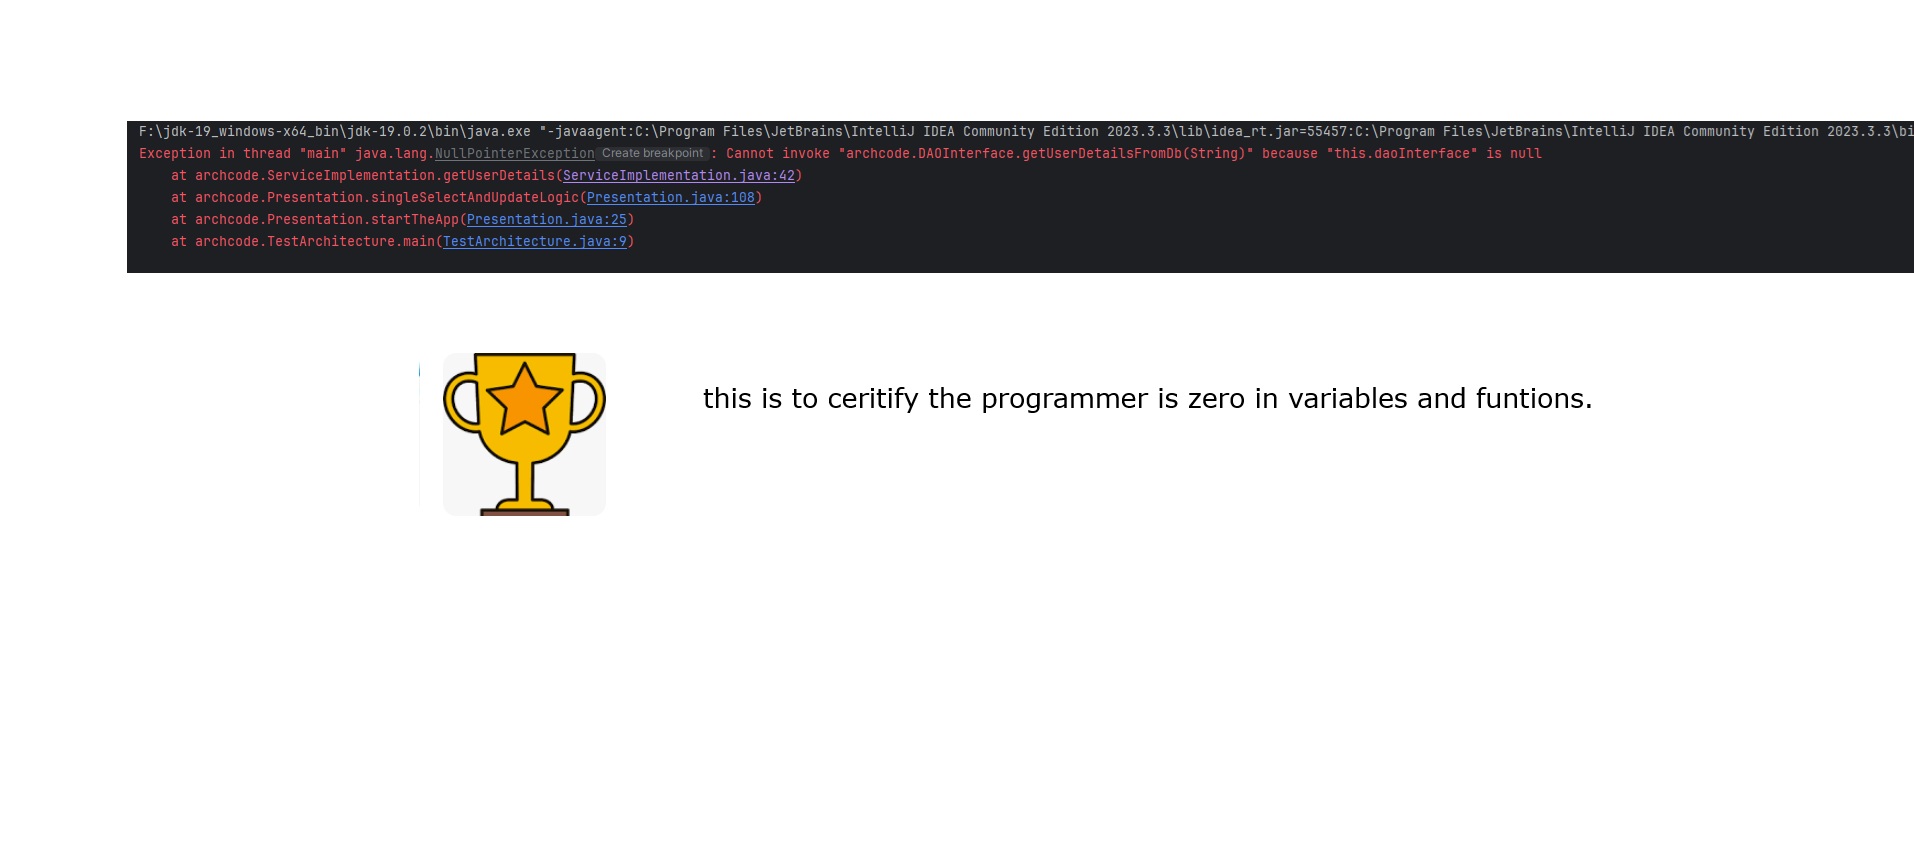 F:\jdk-19_windows-x64_bin\jdk-19.0.2\bin\java.exe "-javaagent:C:\Program Files\JetBrains\IntelliJ IDEA Community Edition 2023.3.3\lib\idea_rt.jar=55457:C:\Program Files\JetBrains\IntelliJ IDEA Community Edition 2023.3.3\bi
Exception in thread "main" java.lang.NullPointerException Create breakpoint : Cannot invoke "archcode.DAOInterface.getUserDetailsFromDb(String)" because "this.daoInterface" is null
at archcode.ServiceImplementation.getUserDetails(ServiceImplementation.java:42)
at archcode.Presentation.singleSelectAndUpdateLogic(Presentation.java:108)
at archcode.Presentation.startTheApp(Presentation.java:25)
at archcode.TestArchitecture.main(TestArchitecture.java:9)
this is to ceritify the programmer is zero in variables and funtions.